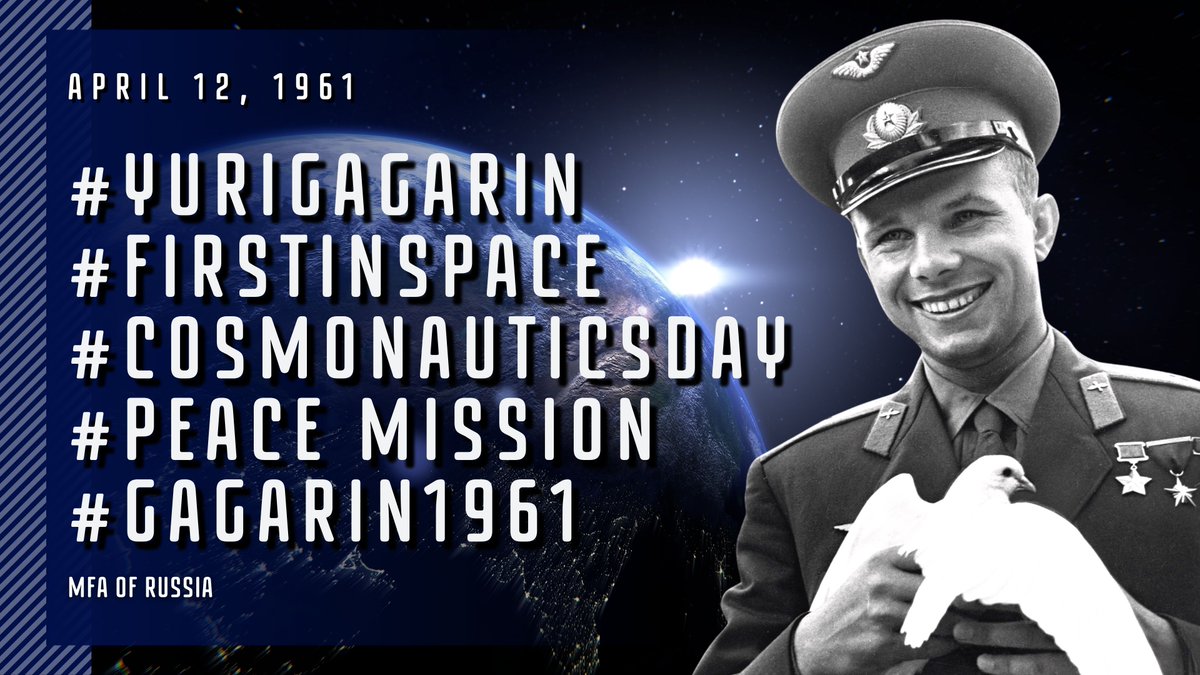 APRIL 12, 1961
#YURIGAGARIN
#FIRSTINSPACE
#COSMONAUTICSDAY
#PEACE MISSION
#GAGARIN1961
MFA OF RUSSIA